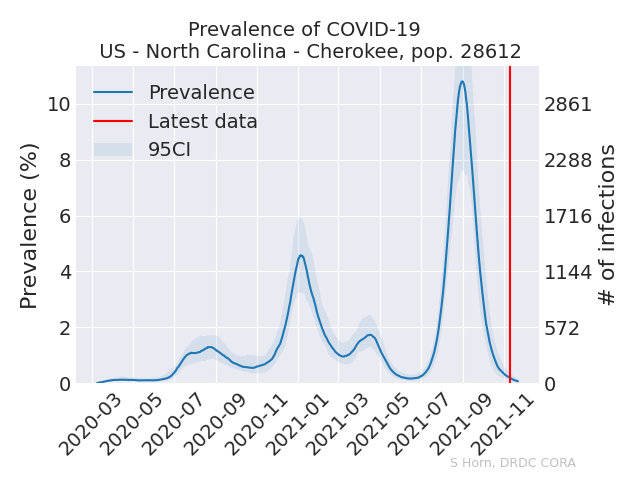 Prevalence of COVID-19
US - North Carolina - Cherokee, pop. 28612
Prevalence
Latest data
95CI
Prevalence (%)
10
8
6
4
2
0
2861
2288
1716
1144
572
0
# of infections
2020-03
2020-05
2020-07
2020-09
2020-11
2021-01
2021-03
2021-05
2021-07
2021-09
2021-11
S Horn, DRDC CORA